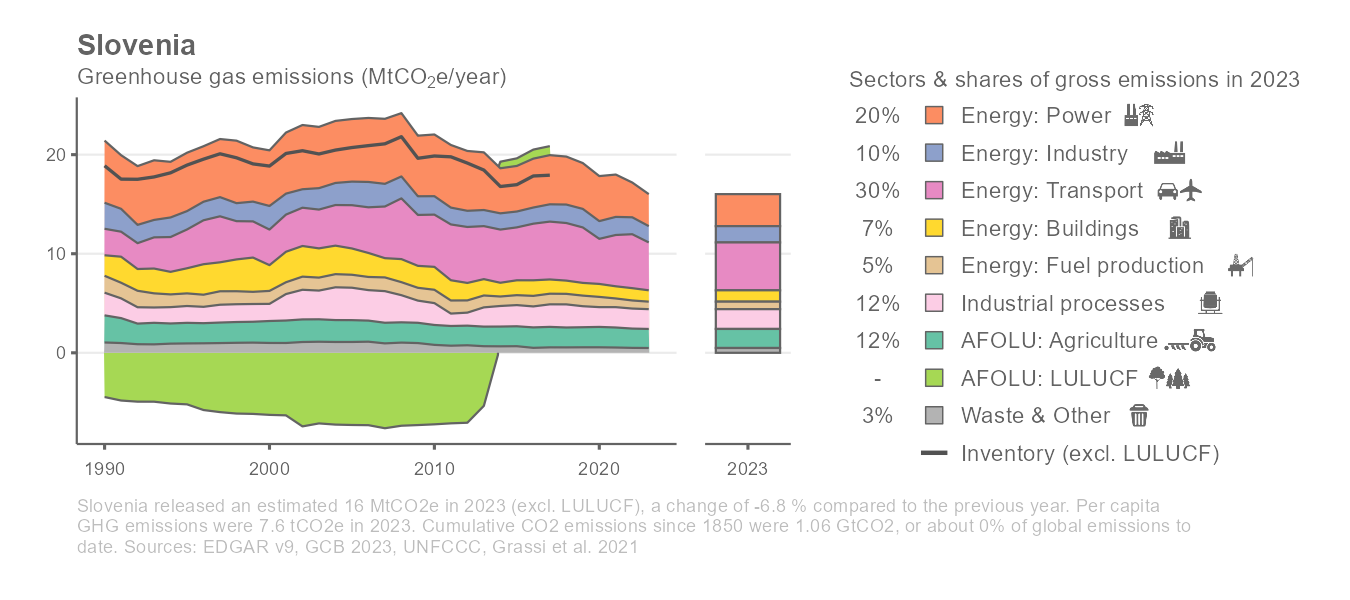 Slovenia
Greenhouse gas emissions (MtCO₂e/year)
20
10
0
1990
2000
2010
2020
2023
Sectors & shares of gross emissions in 2023
20% Energy: Power
10% Energy: Industry
30% Energy: Transport
7% Energy: Buildings
5% Energy: Fuel production
12% Industrial processes
12% AFOLU: Agriculture
- AFOLU: LULUCF
3% Waste & Other
Inventory (excl. LULUCF)
Slovenia released an estimated 16 MtCO2e in 2023 (excl. LULUCF), a change of -6.8 % compared to the previous year. Per capita
GHG emissions were 7.6 tCO2e in 2023. Cumulative CO2 emissions since 1850 were 1.06 GtCO2, or about 0% of global emissions to
date. Sources: EDGAR v9, GCB 2023, UNFCCC, Grassi et al. 2021